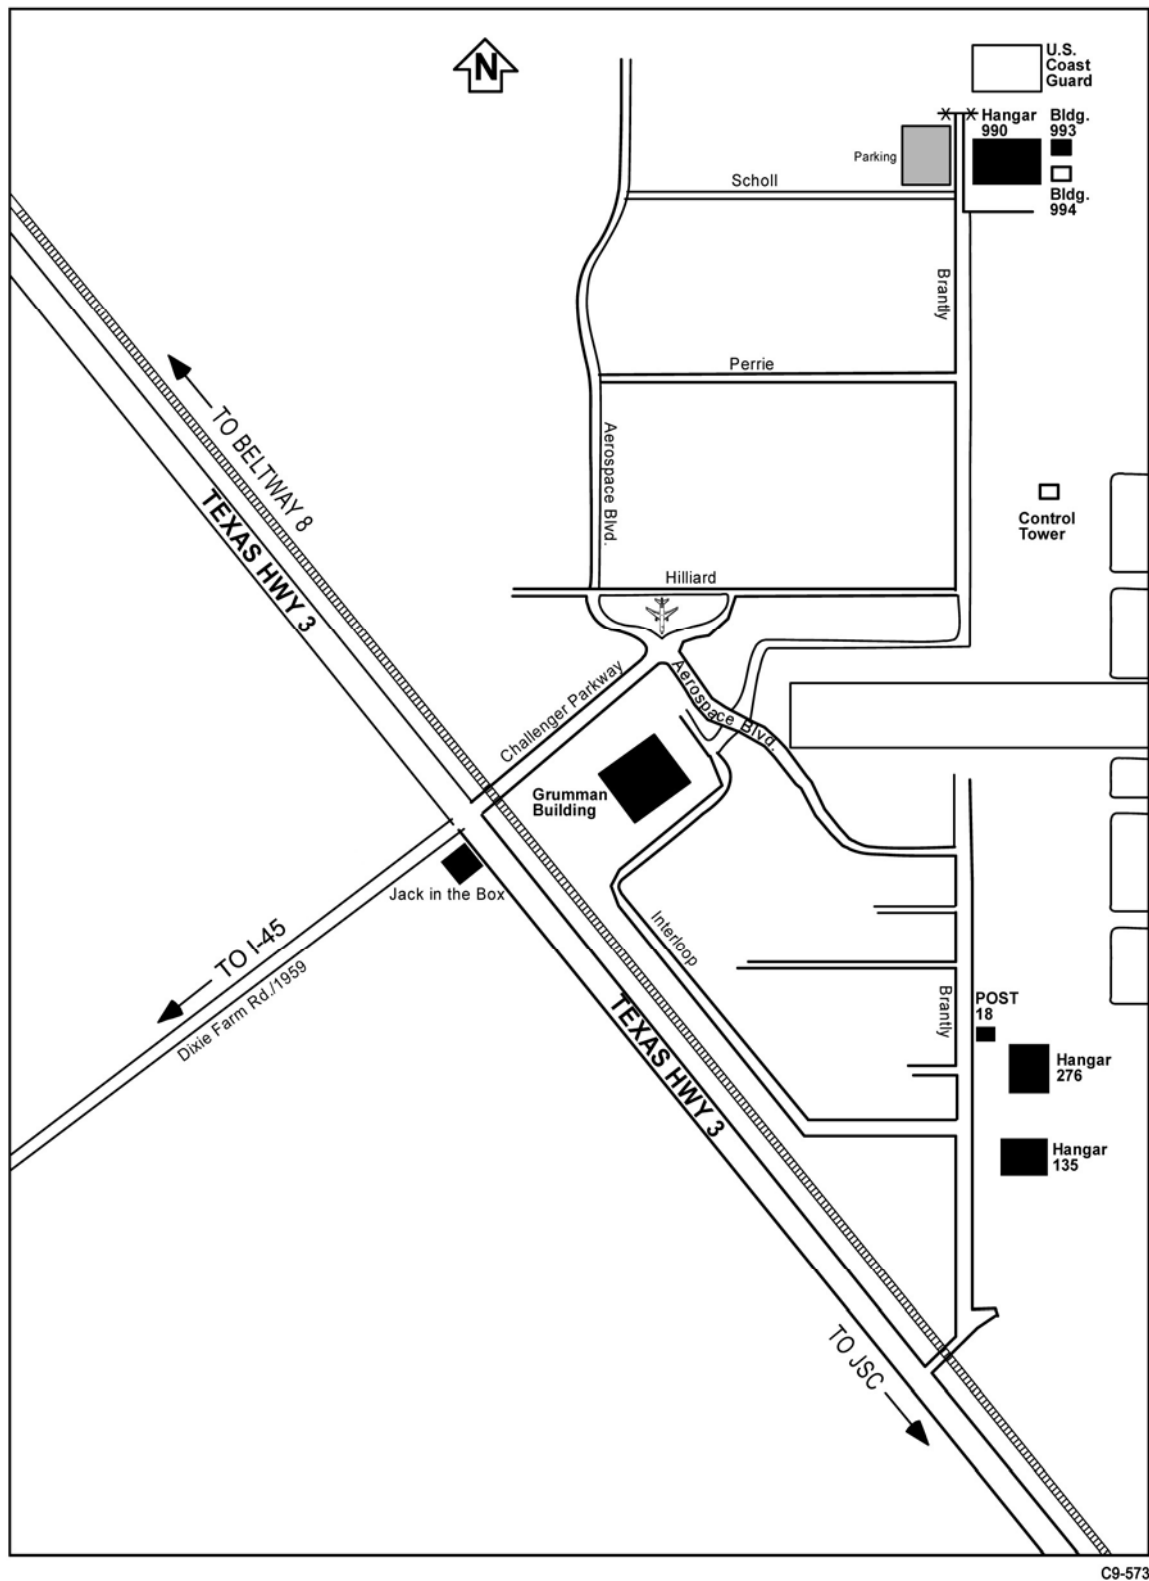 N
U.S.
Coast
Guard
Hangar
990
Bldg.
993
Parking
Scholl
Bldg.
994
Brantly
Perrie
TO BELTWAY 8
Aerospace Blvd.
TEXAS HWY 3
Control
Tower
Hilliard
Challenger Parkway
Aerospace Blvd.
Grumman
Building
Jack in the Box
Interloop
TO I-45
Dixie Farm Rd./1959
TEXAS HWY 3
Brantly
POST
18
Hangar
276
Hangar
135
TO JSC
C9-573